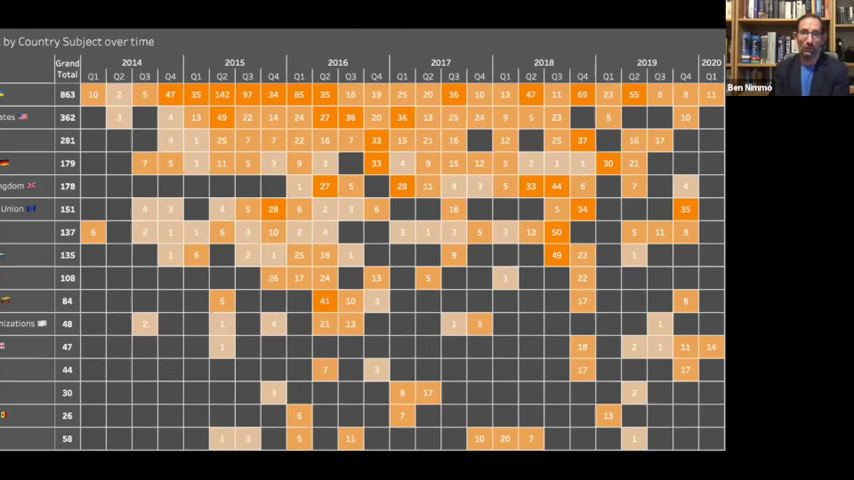 by Country Subject over time
Grand Total 2014 2015 2016 2017 2018 2019 2020
Q1 Q2 Q3 Q4 Q1 Q2 Q3 Q4 Q1 Q2 Q3 Q4 Q1 Q2 Q3 Q4 Q1 Q2 Q3 Q4 Q1 Q2 Q3 Q4 Q1
863 10 2 5 47 35 142 97 34 85 35 16 19 25 20 36 10 13 47 11 69 23 55 8 8 11
ates 362 3 4 13 49 22 14 24 27 36 20 36 13 25 24 9 5 23 5 10
281 4 1 25 7 7 22 16 7 33 15 21 16 12 25 37 16 17
179 7 5 3 11 5 3 9 3 33 4 9 15 12 5 2 1 1 30 21
gdom 178 1 27 5 28 11 4 3 5 33 44 6 7 4
Union 151 4 3 4 5 28 6 2 3 6 16 5 34 35
137 6 2 1 1 6 3 10 2 4 3 1 3 5 3 13 50 5 11 8
135 1 6 2 1 25 18 1 9 49 22 1
108 26 17 24 13 5 1 22
84 5 41 10 3 17 8
nizations 48 2 1 4 21 13 1 5 1
47 1 18 2 1 11 14
44 7 3 17 17
30 3 8 17 2
26 6 7 13
58 1 3 5 11 10 20 7 1
Ben Nimmo